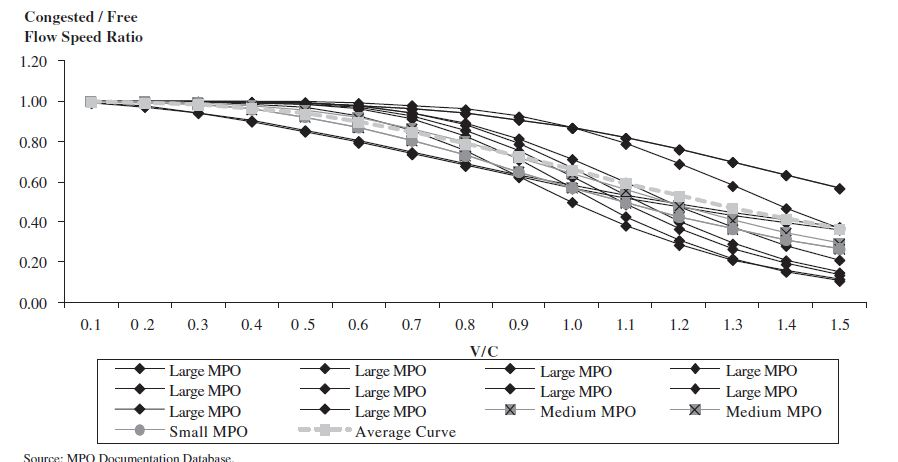 Congested / Free
Flow Speed Ratio
1.20
1.00
0.80
0.60
0.40
0.20
0.00
0.1 0 .2 0.3 0.4 0 .5 0.6 0.7 0.8 0.9 1.0 1.1 1.2 1.3 1.4 1.5
V/C
Large MPO Large MPO Large MPO Large MPO
Large MPO Large MPO Large MPO Large MPO
Large MPO Large MPO Medium MPO Medium MPO
Small MPO Average Curve
Source: MPO Documentation Database.